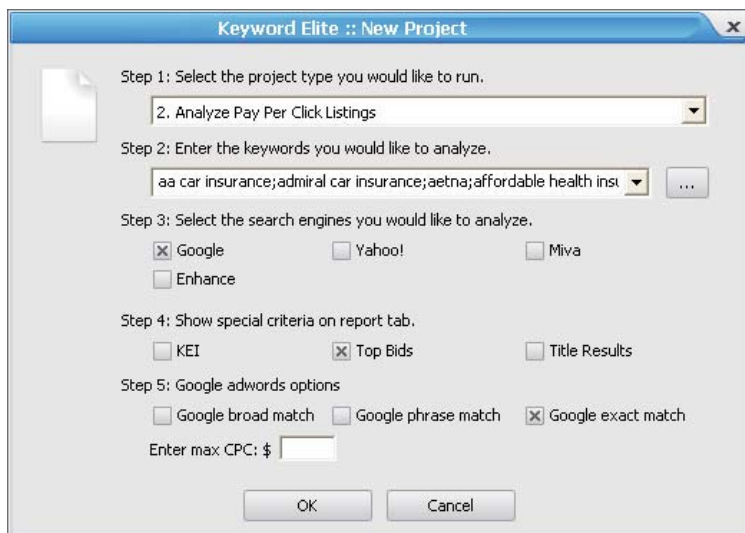 Keyword Elite :: New Project
Step 1: Select the project type you would like to run.
2. Analyze Pay Per Click Listings
Step 2: Enter the keywords you would like to analyze.
aa car insurance;admiral car insurance;aetna;affordable health insu
...
Step 3: Select the search engines you would like to analyze.
Google Yahoo! Miva
Enhance
Step 4: Show special criteria on report tab.
KEI Top Bids Title Results
Step 5: Google adwords options
Google broad match Google phrase match Google exact match
Enter max CPC: $
OK Cancel